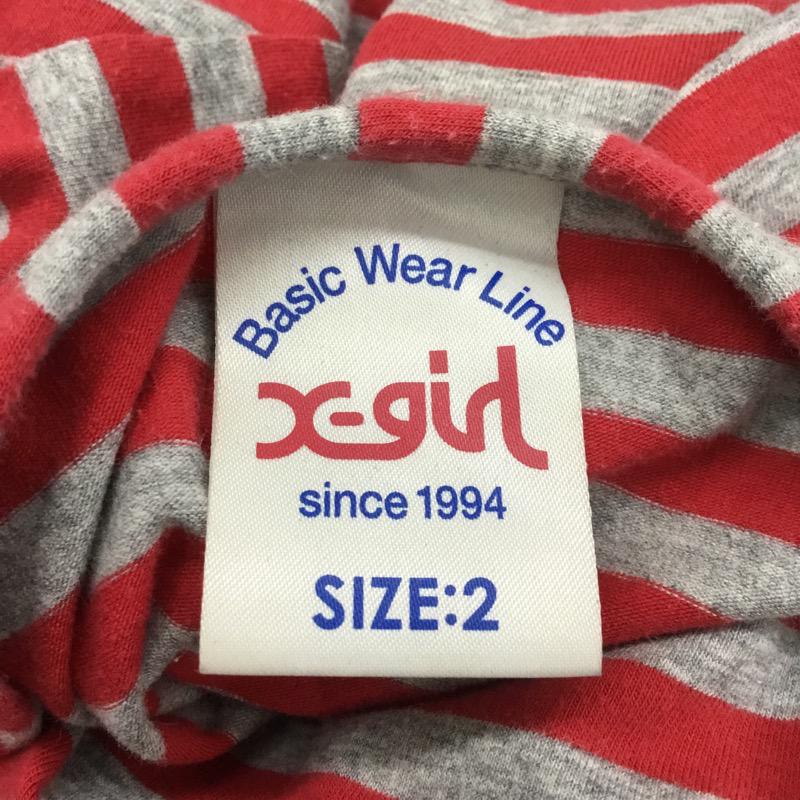 Basic Wear Line
X-girl
since 1994
SIZE:2